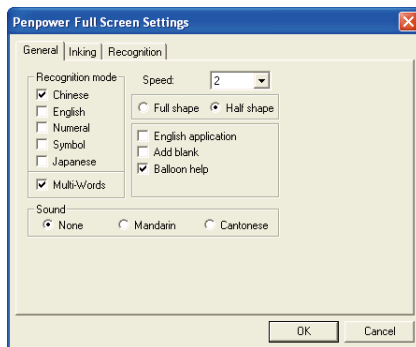 Penpower Full Screen Settings
General Inking Recognition
Recognition mode
Chinese
English
Numeral
Symbol
Japanese
Multi-Words
Speed: 2
Full shape Half shape
English application
Add blank
Balloon help
Sound
None Mandarin Cantonese
OK Cancel